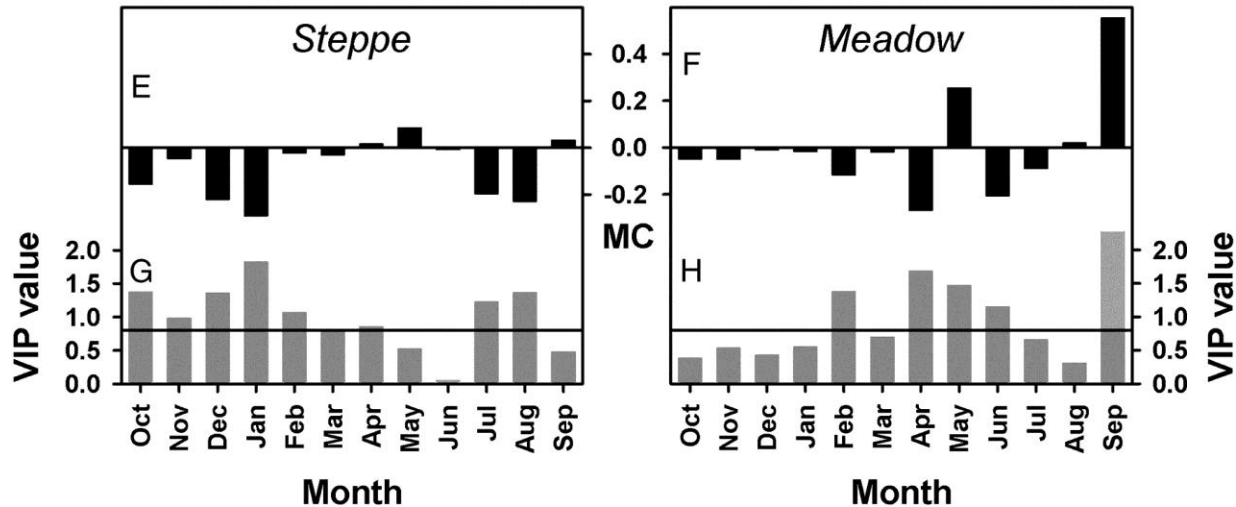 Steppe
Meadow
E
F
0.4
0.2
0.0
-0.2
MC
VIP value
2.0
1.5
1.0
0.5
0.0
G
H
2.0
1.5
1.0
0.5
0.0
VIP value
Oct Nov Dec Jan Feb Mar Apr May Jun Jul Aug Sep
Oct Nov Dec Jan Feb Mar Apr May Jun Jul Aug Sep
Month
Month